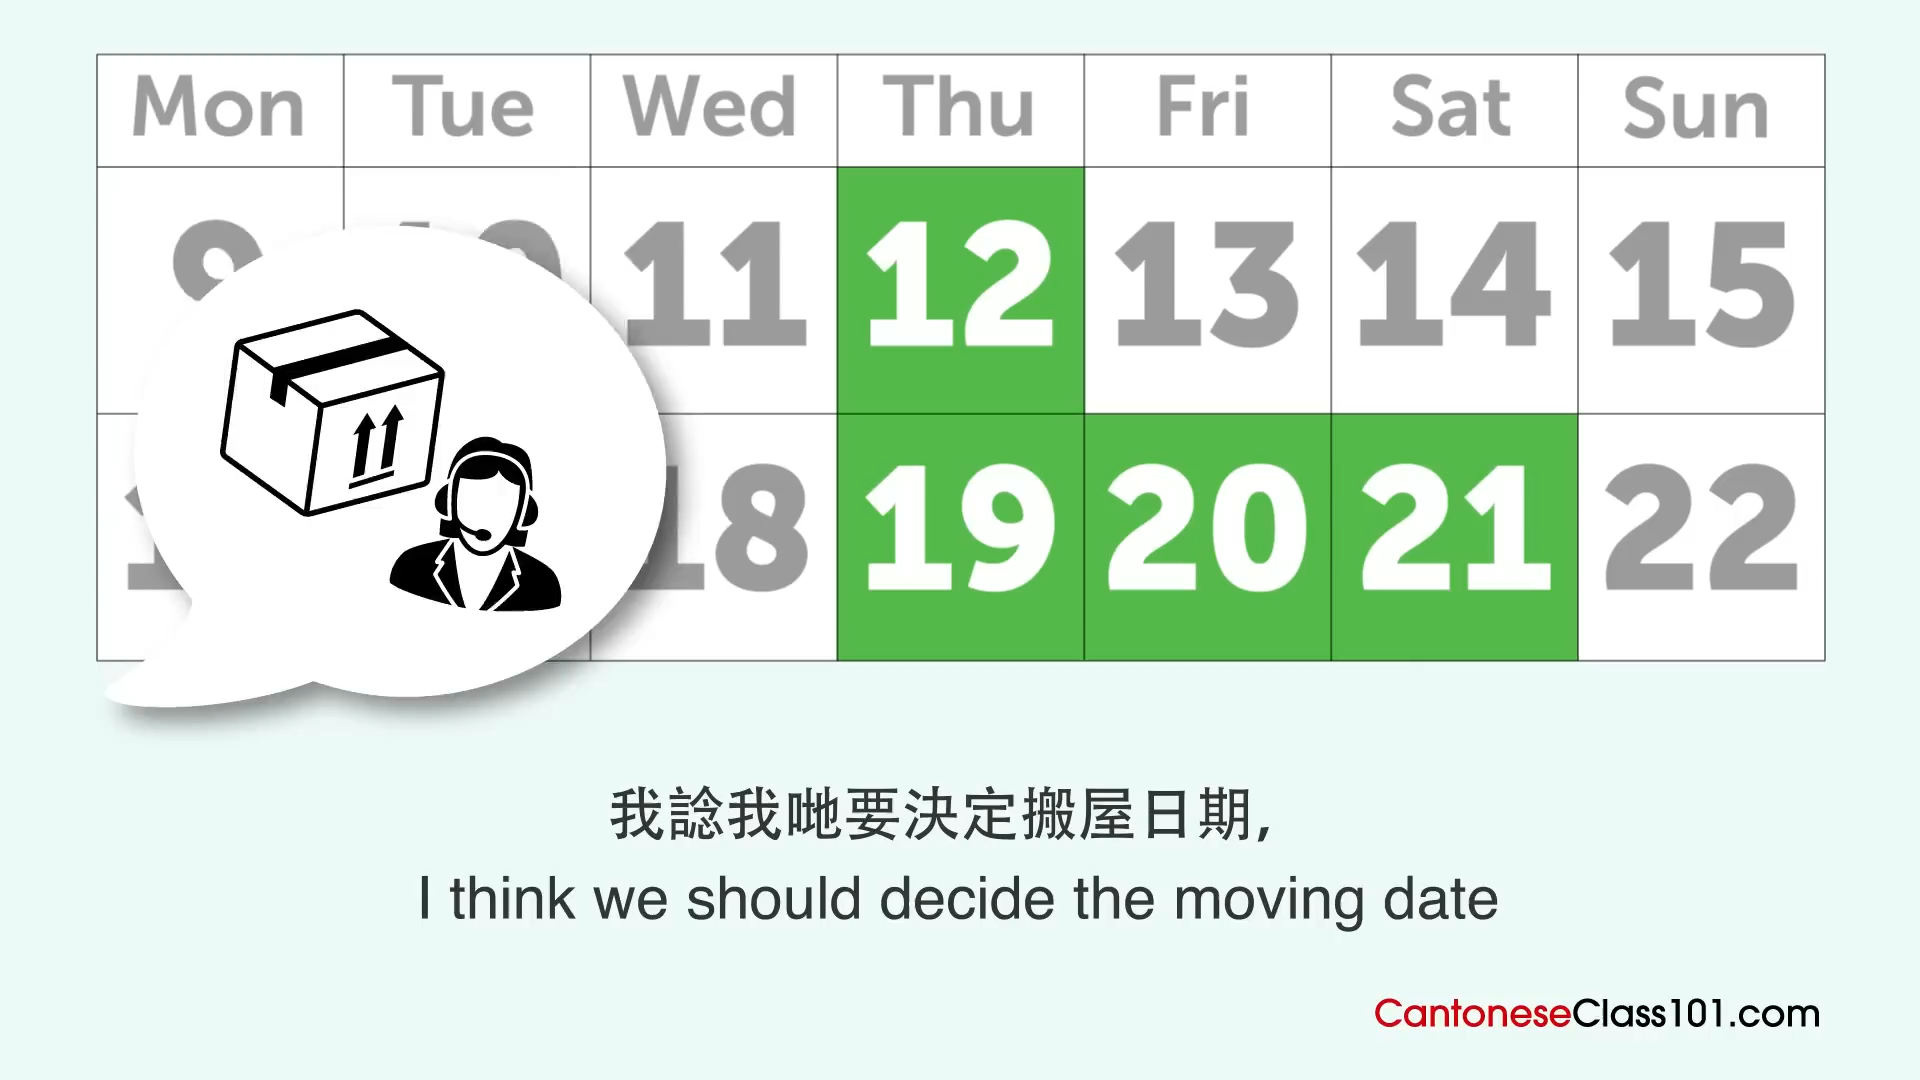 Mon Tue Wed Thu Fri Sat Sun
11 12 13 14 15
18 19 20 21 22
我諗我哋要決定搬屋日期,
I think we should decide the moving date
CantoneseClass101.com